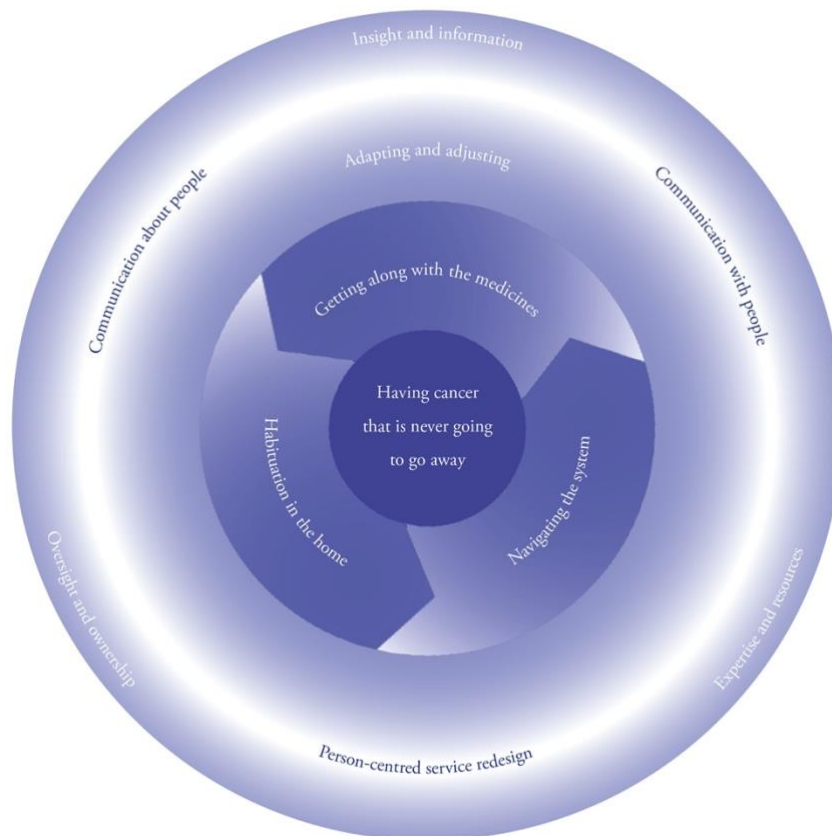 Insight and information
Adapting and adjusting
Communication about people
Communication with people
Getting along with the medicines
Having cancer
that is never going
to go away
Habituation in the home
Navigating the system
Oversight and ownership
Expertise and resources
Person-centred service redesign